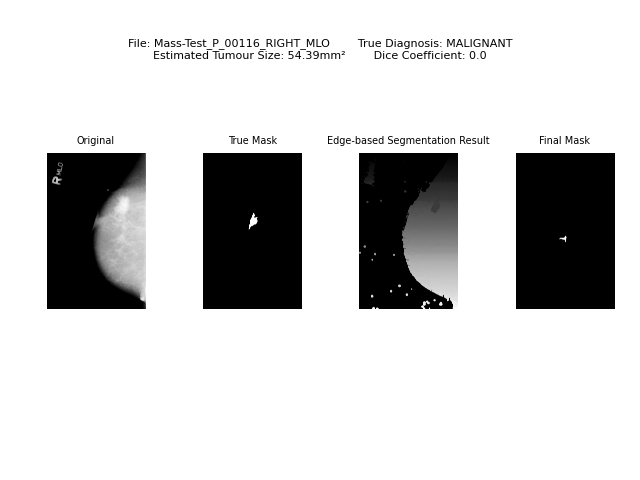 File: Mass-Test_P_00116_RIGHT_MLO True Diagnosis: MALIGNANT
Estimated Tumour Size: 54.39mm² Dice Coefficient: 0.0
Original
True Mask
Edge-based Segmentation Result
Final Mask
R MLO